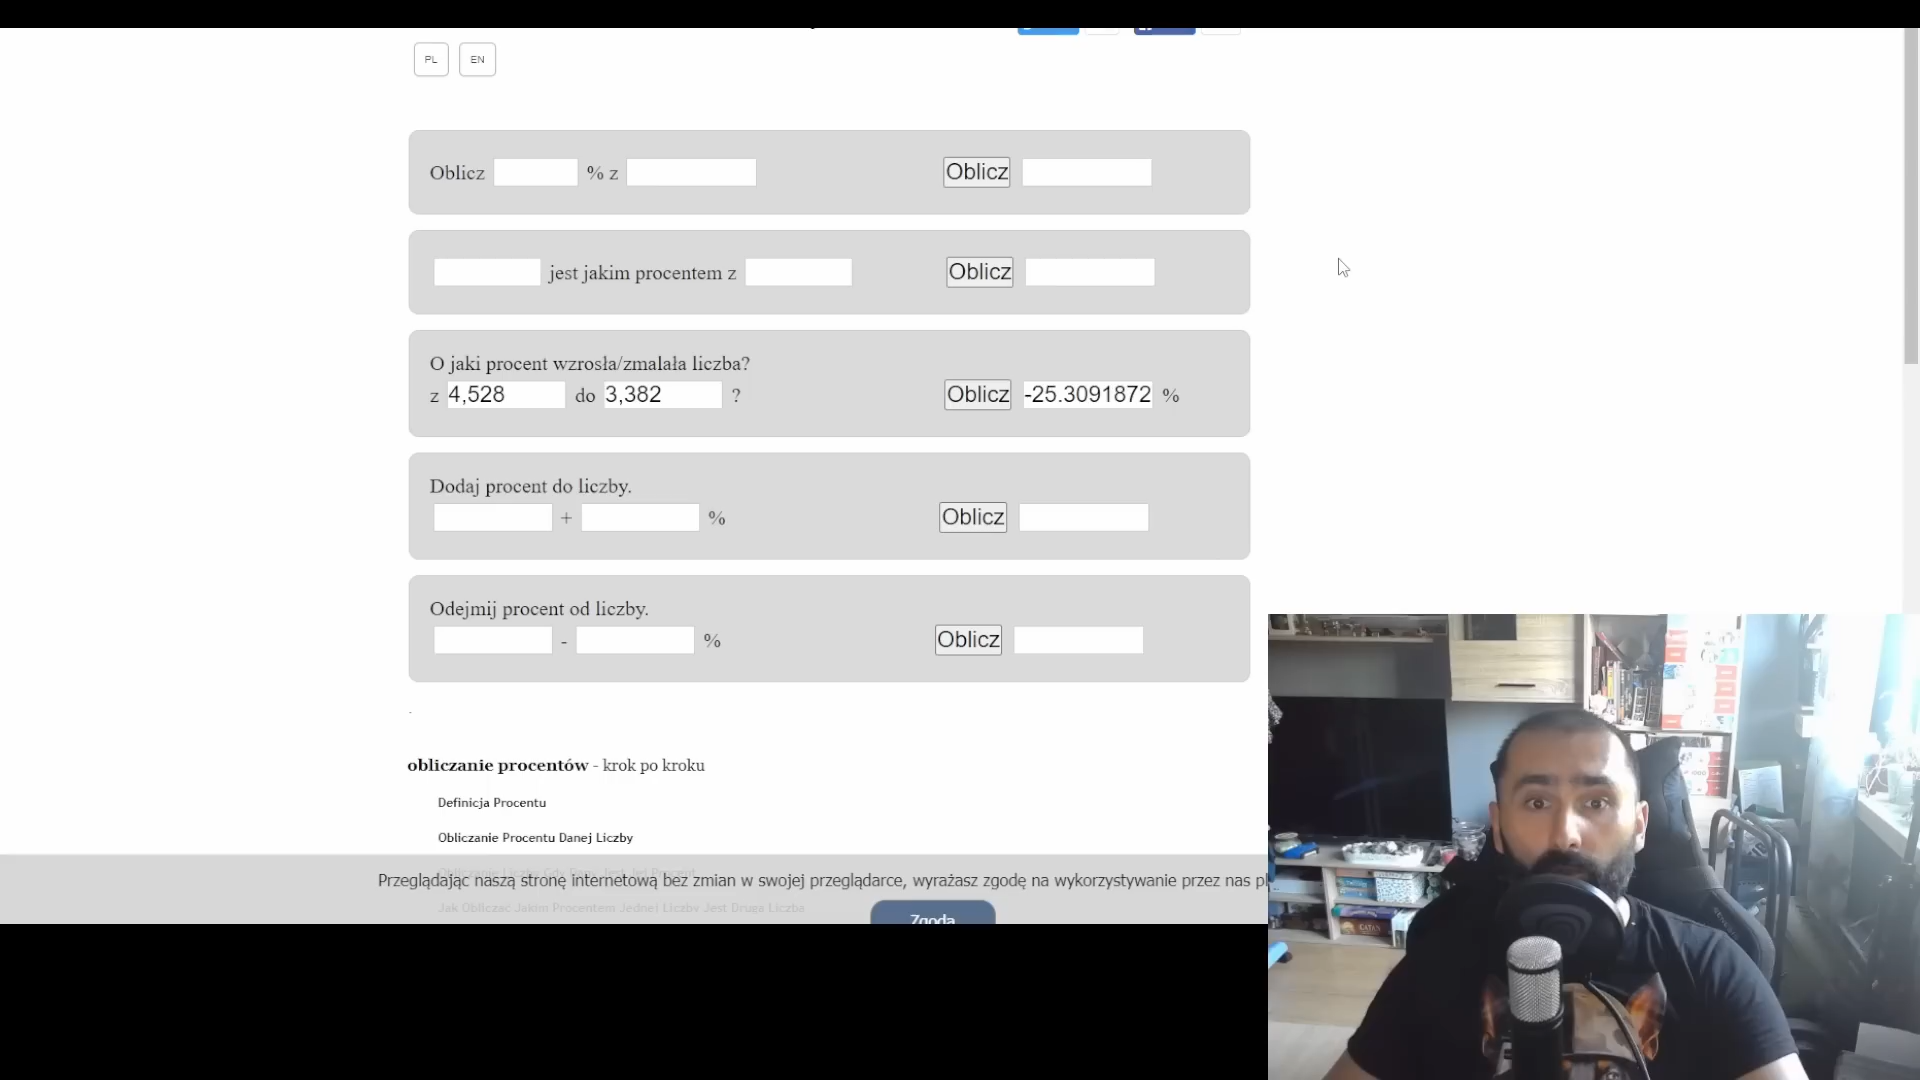 PL EN
Oblicz % z Oblicz
jest jakim procentem z Oblicz
O jaki procent wzrosła/zmalała liczba?
z 4,528 do 3,382 ? Oblicz -25.3091872 %
Dodaj procent do liczby.
+ % Oblicz
Odejmij procent od liczby.
- % Oblicz
obliczanie procentów - krok po kroku
Definicja Procentu
Obliczanie Procentu Danej Liczby
Przeglądając naszą stronę internetową bez zmian w swojej przeglądarce, wyrażasz zgodę na wykorzystywanie przez nas
Jak Obliczać Jakim Procentem Jednej Liczby Jest Druga Liczba
Zgoda
CATAN